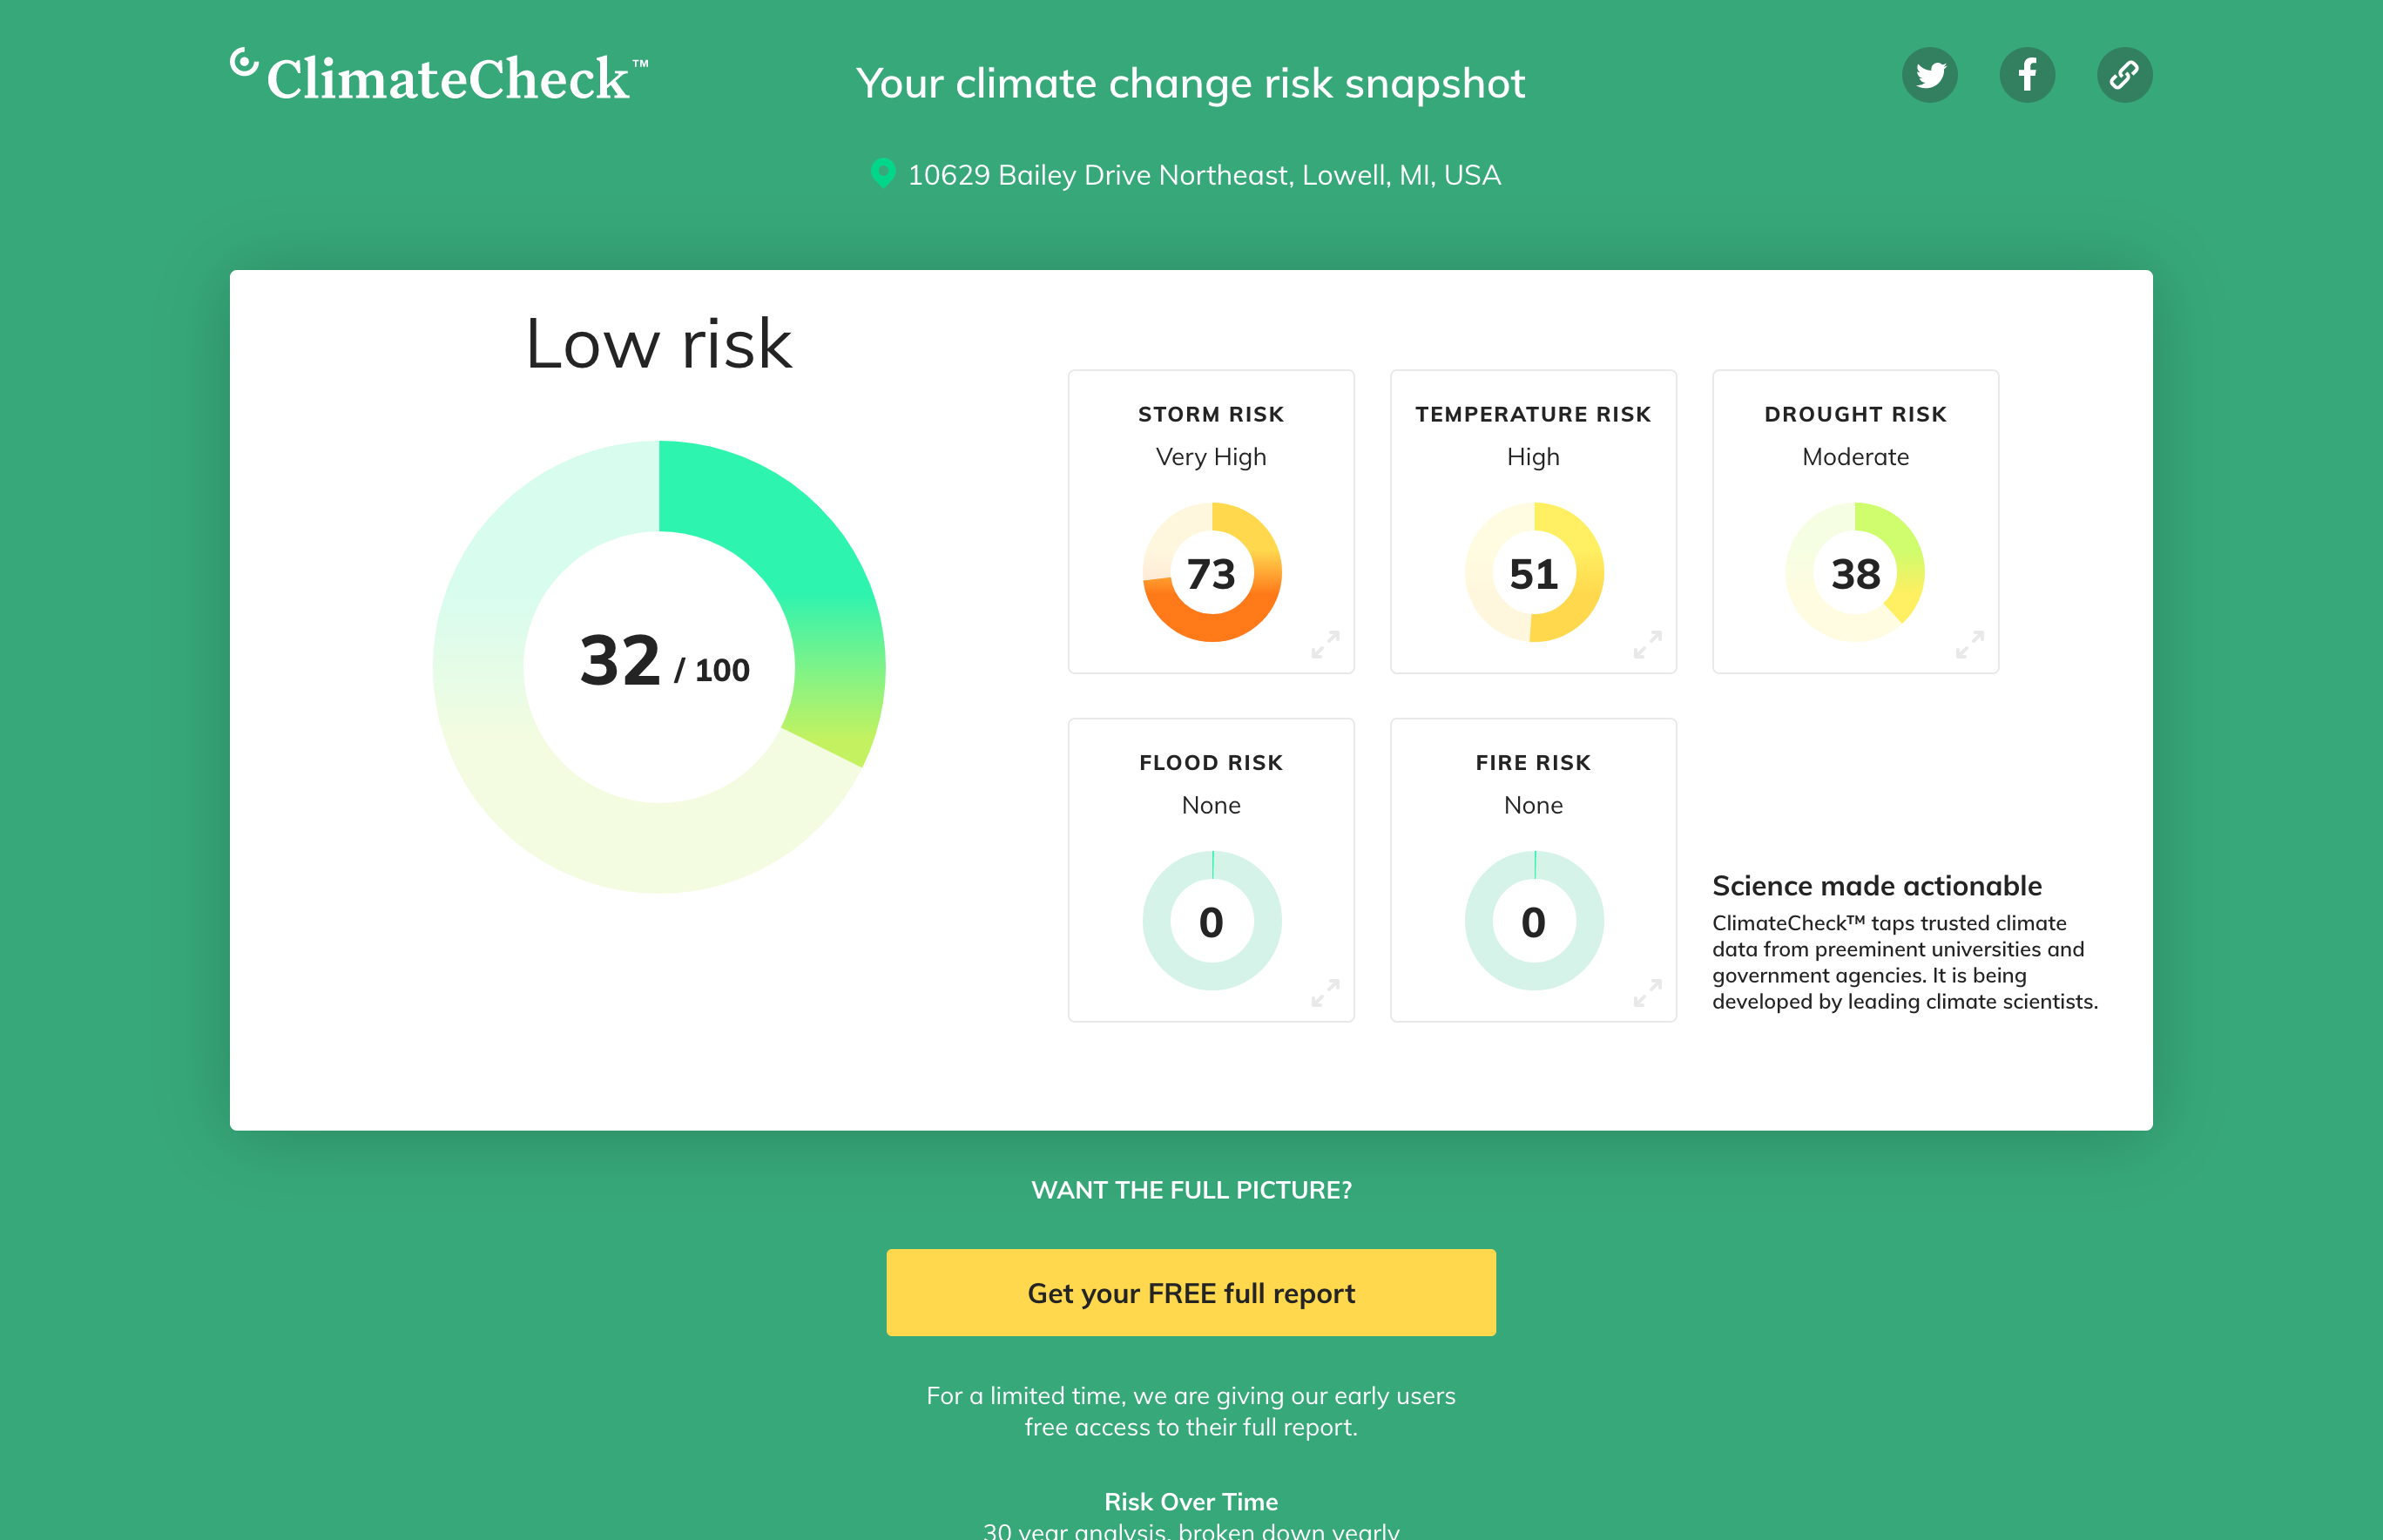 ClimateCheck™
Your climate change risk snapshot
10629 Bailey Drive Northeast, Lowell, MI, USA
Low risk
32 / 100
STORM RISK
Very High
73
TEMPERATURE RISK
High
51
DROUGHT RISK
Moderate
38
FLOOD RISK
None
0
FIRE RISK
None
0
Science made actionable
ClimateCheck™ taps trusted climate
data from preeminent universities and
government agencies. It is being
developed by leading climate scientists.
WANT THE FULL PICTURE?
Get your FREE full report
For a limited time, we are giving our early users
free access to their full report.
Risk Over Time
30 year analysis, broken down yearly